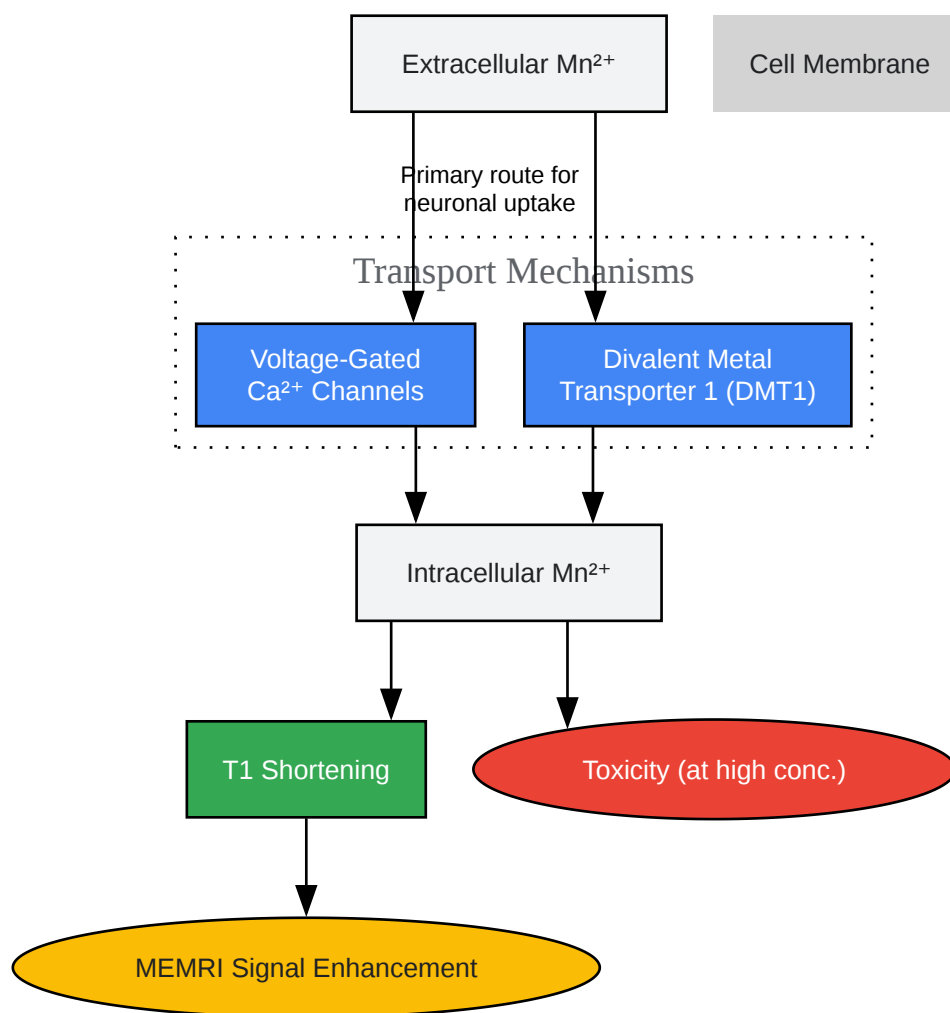 Extracellular Mn²⁺
Cell Membrane
Primary route for
neuronal uptake
Transport Mechanisms
Voltage-Gated
Ca²⁺ Channels
Divalent Metal
Transporter 1 (DMT1)
Intracellular Mn²⁺
T1 Shortening
Toxicity (at high conc.)
MEMRI Signal Enhancement